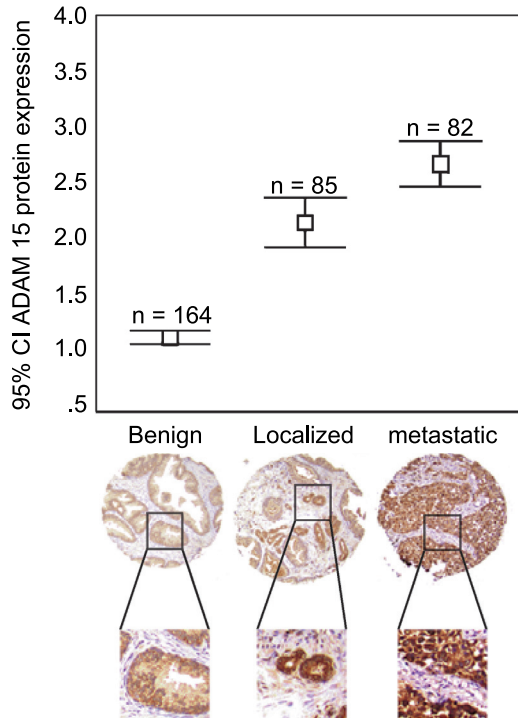 95% CI ADAM 15 protein expression
4.0
3.5
3.0
2.5
2.0
1.5
1.0
.5
n = 164
n = 85
n = 82
Benign
Localized
metastatic